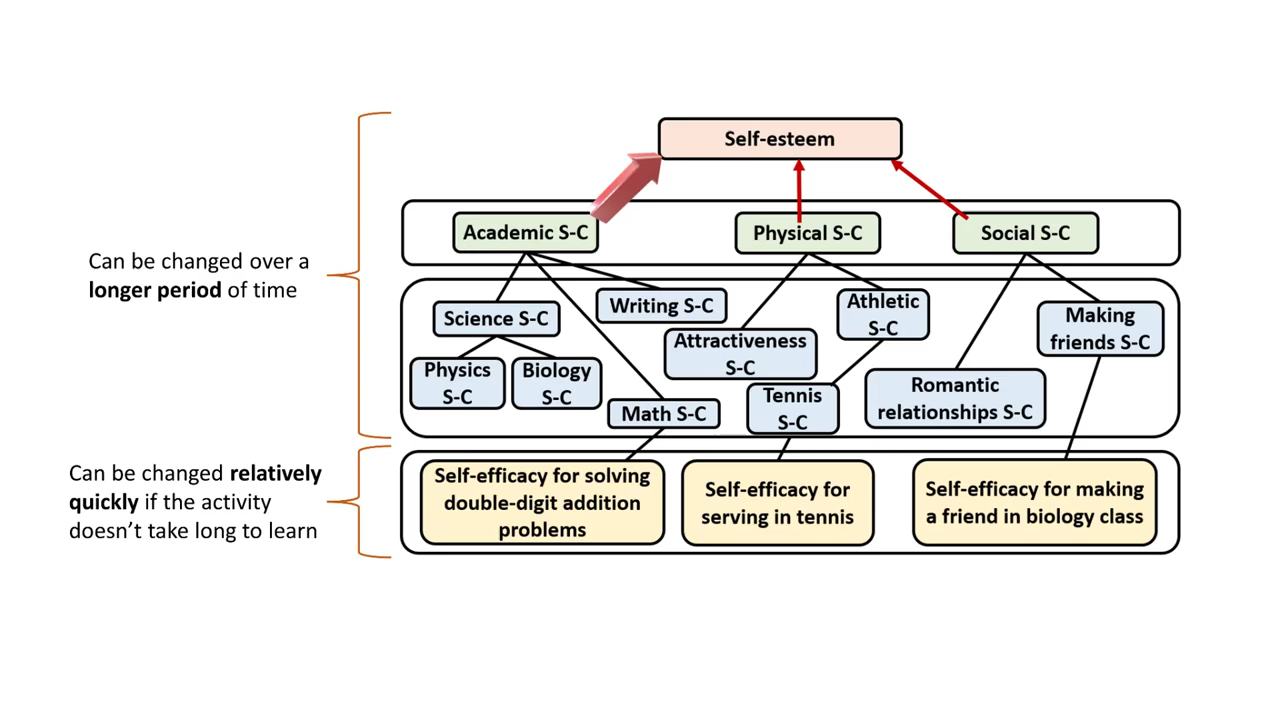 Self-esteem
Academic S-C
Physical S-C
Social S-C
Can be changed over a
longer period of time
Science S-C
Writing S-C
Athletic
S-C
Making
friends S-C
Attractiveness
S-C
Physics
S-C
Biology
S-C
Romantic
relationships S-C
Math S-C
Tennis
S-C
Can be changed relatively
quickly if the activity
doesn’t take long to learn
Self-efficacy for solving
double-digit addition
problems
Self-efficacy for
serving in tennis
Self-efficacy for making
a friend in biology class